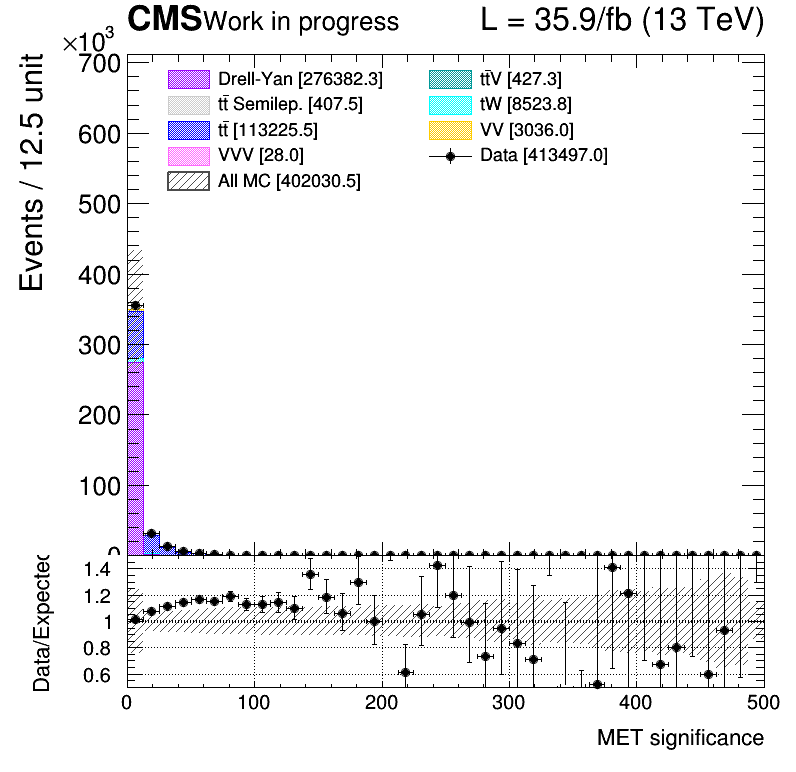 CMS Work in progress L = 35.9/fb (13 TeV)
×10³
Events / 12.5 unit
700
600
500
400
300
200
100
0
Drell-Yan [276382.3]
tt̄ Semilep. [407.5]
tt̄ [113225.5]
VVV [28.0]
All MC [402030.5]
tt̄V [427.3]
tW [8523.8]
VV [3036.0]
Data [413497.0]
Data/Expected
1.4
1.2
1
0.8
0.6
0 100 200 300 400 500
MET significance